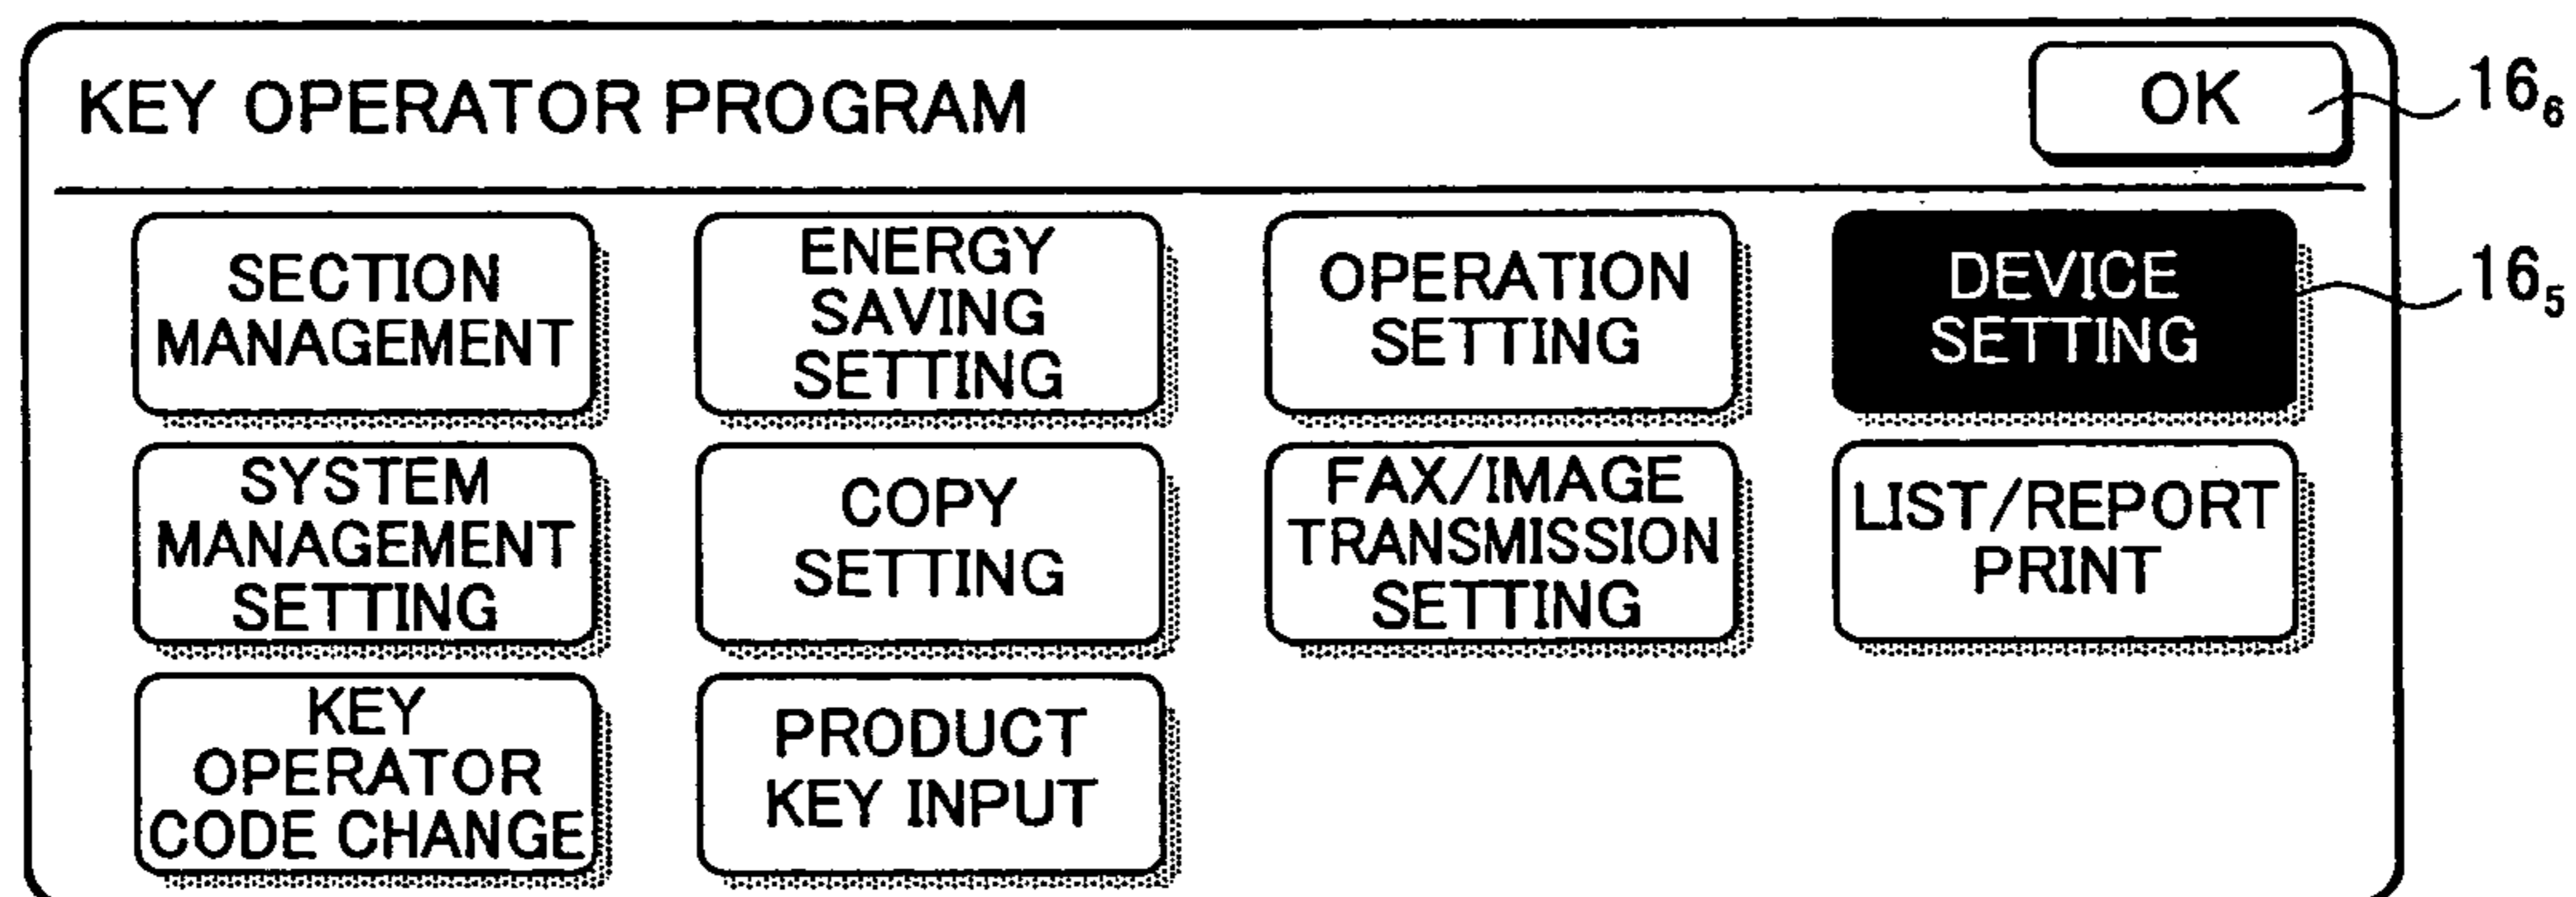 KEY OPERATOR PROGRAM
OK
16₆
SECTION
MANAGEMENT
ENERGY
SAVING
SETTING
OPERATION
SETTING
DEVICE
SETTING
16₅
SYSTEM
MANAGEMENT
SETTING
COPY
SETTING
FAX/IMAGE
TRANSMISSION
SETTING
LIST/REPORT
PRINT
KEY
OPERATOR
CODE CHANGE
PRODUCT
KEY INPUT